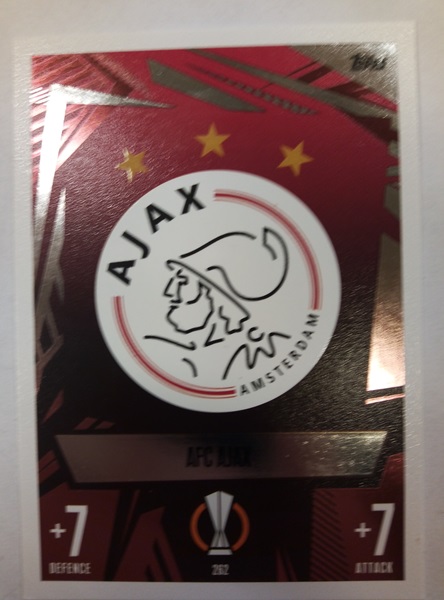 Topps
AJAX
AMSTERDAM
AFC AJAX
+7
DEFENCE
262
+7
ATTACK